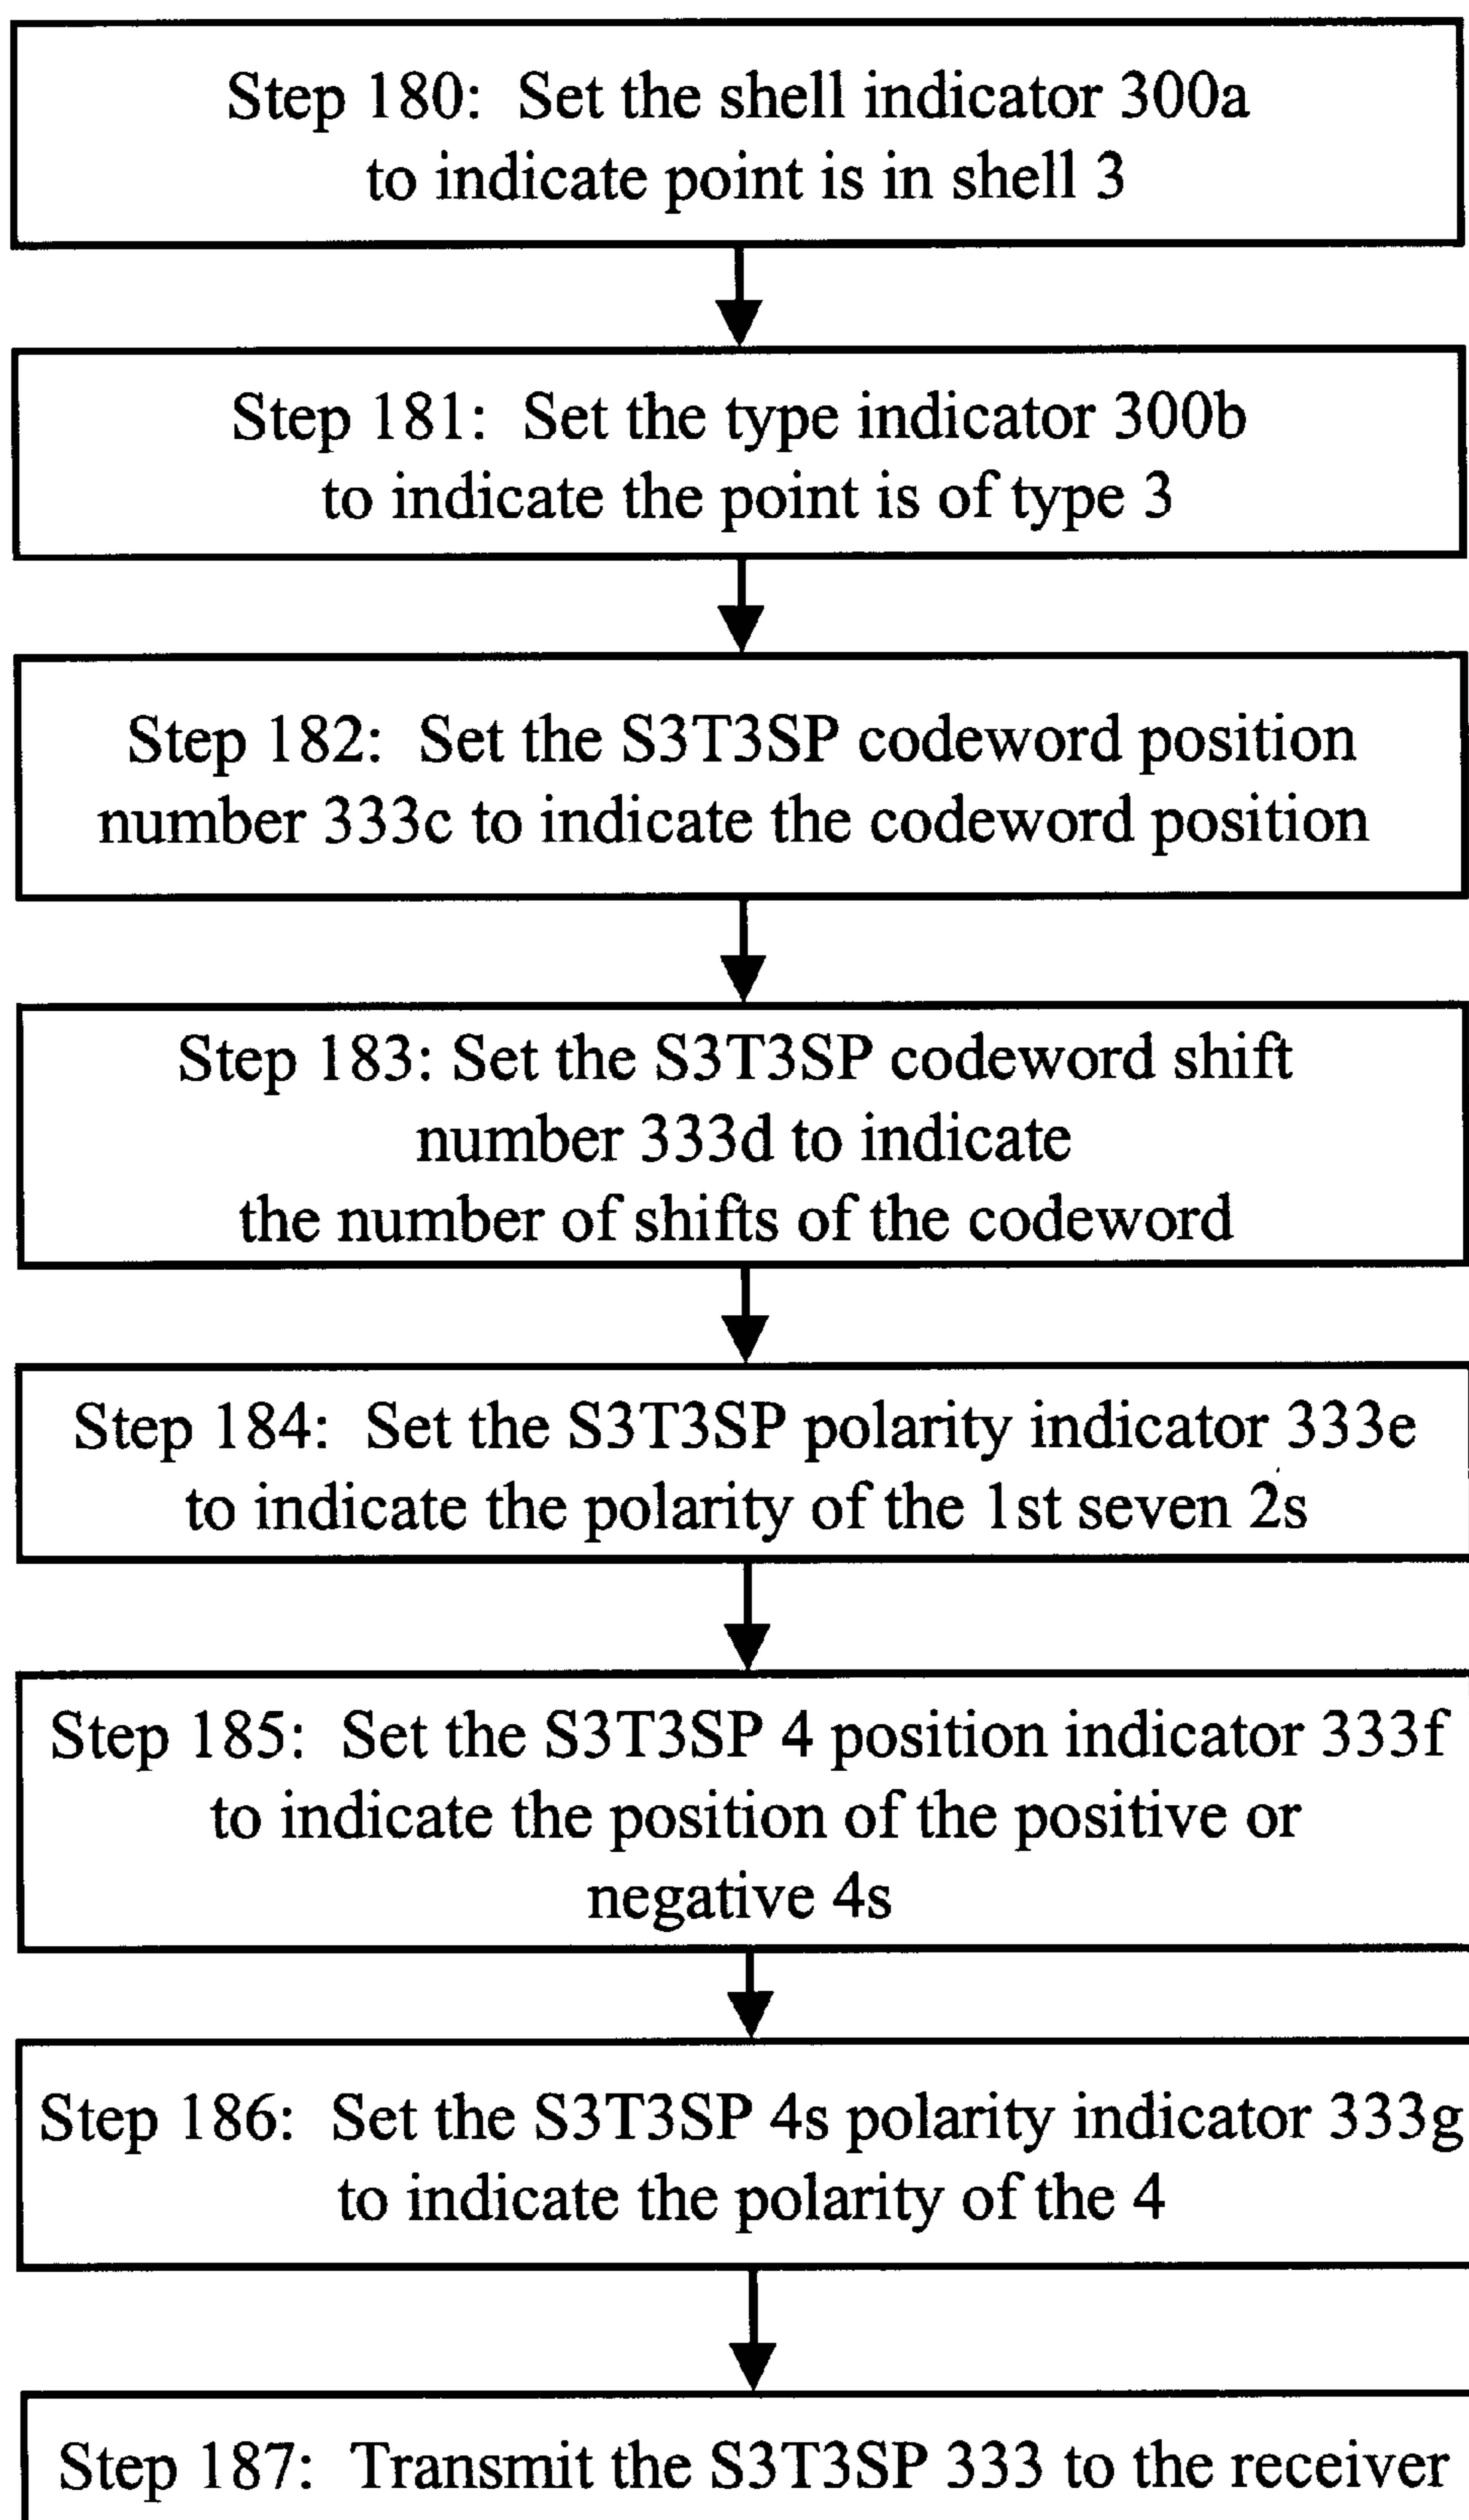 Step 180: Set the shell indicator 300a
to indicate point is in shell 3
Step 181: Set the type indicator 300b
to indicate the point is of type 3
Step 182: Set the S3T3SP codeword position
number 333c to indicate the codeword position
Step 183: Set the S3T3SP codeword shift
number 333d to indicate
the number of shifts of the codeword
Step 184: Set the S3T3SP polarity indicator 333e
to indicate the polarity of the 1st seven 2s
Step 185: Set the S3T3SP 4 position indicator 333f
to indicate the position of the positive or
negative 4s
Step 186: Set the S3T3SP 4s polarity indicator 333g
to indicate the polarity of the 4
Step 187: Transmit the S3T3SP 333 to the receiver